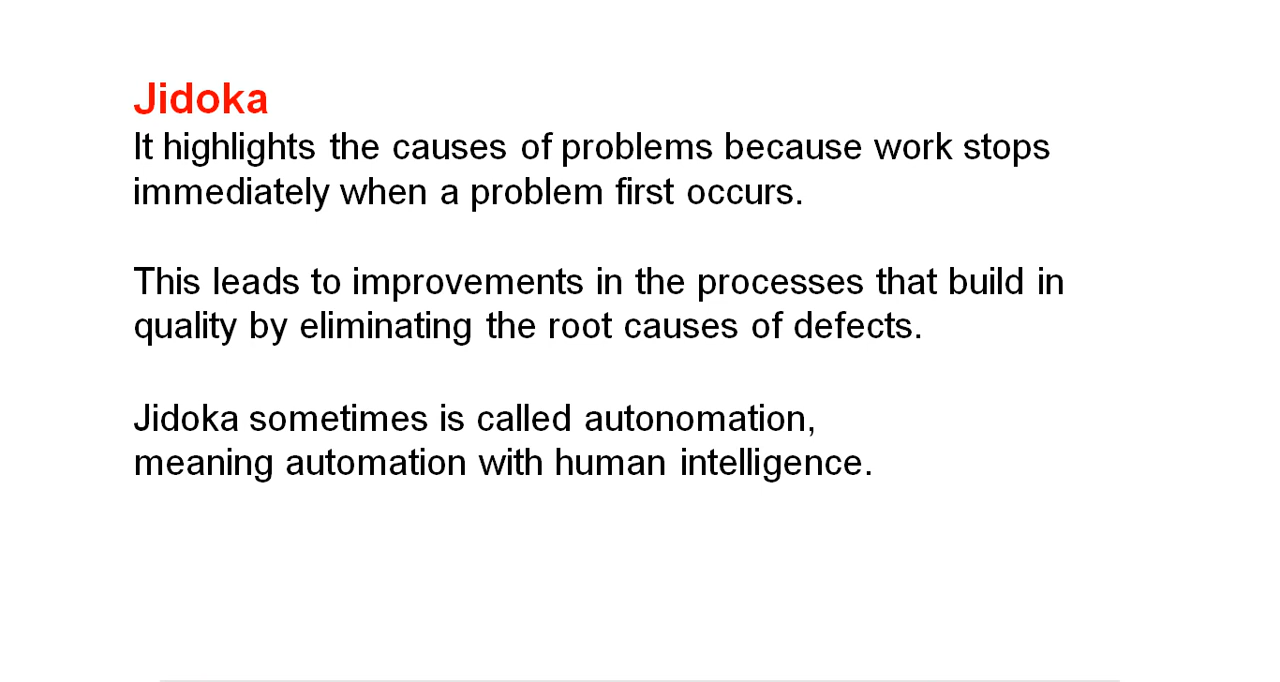 Jidoka
It highlights the causes of problems because work stops
immediately when a problem first occurs.
This leads to improvements in the processes that build in
quality by eliminating the root causes of defects.
Jidoka sometimes is called autonomation,
meaning automation with human intelligence.